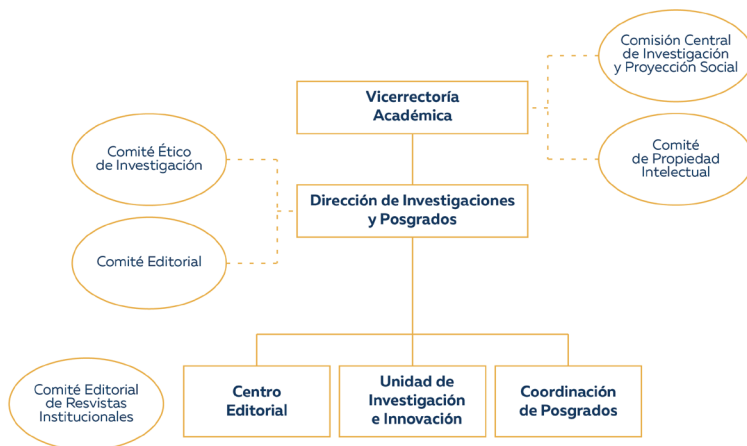 Comisión Central
de Investigación
y Proyección Social
Vicerrectoría
Académica
Comité
de Propiedad
Intelectual
Comité Ético
de Investigación
Dirección de Investigaciones
y Posgrados
Comité Editorial
Comité Editorial
de Resvistas
Institucionales
Centro
Editorial
Unidad de
Investigación
e Innovación
Coordinación
de Posgrados